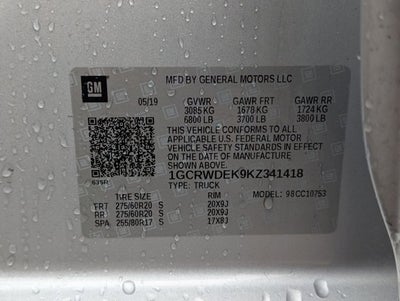 GM
MFD BY GENERAL MOTORS LLC
05/19 GVWR GAWR FRT GAWR RR
3085 KG 1678 KG 1724 KG
6800 LB 3700 LB 3800 LB
THIS VEHICLE CONFORMS TO ALL
APPLICABLE U.S. FEDERAL MOTOR
VEHICLE SAFETY STANDARDS IN EFFECT
ON THE DATE OF MANUFACTURE
SHOWN ABOVE.
1GCRWDEK9KZ341418
TYPE: TRUCK
MODEL: 98CC10753
TIRE SIZE RIM
FRT 275/60R20 S 20X9J
RR 275/60R20 S 20X9J
SPA 255/80R17 S 17X8J